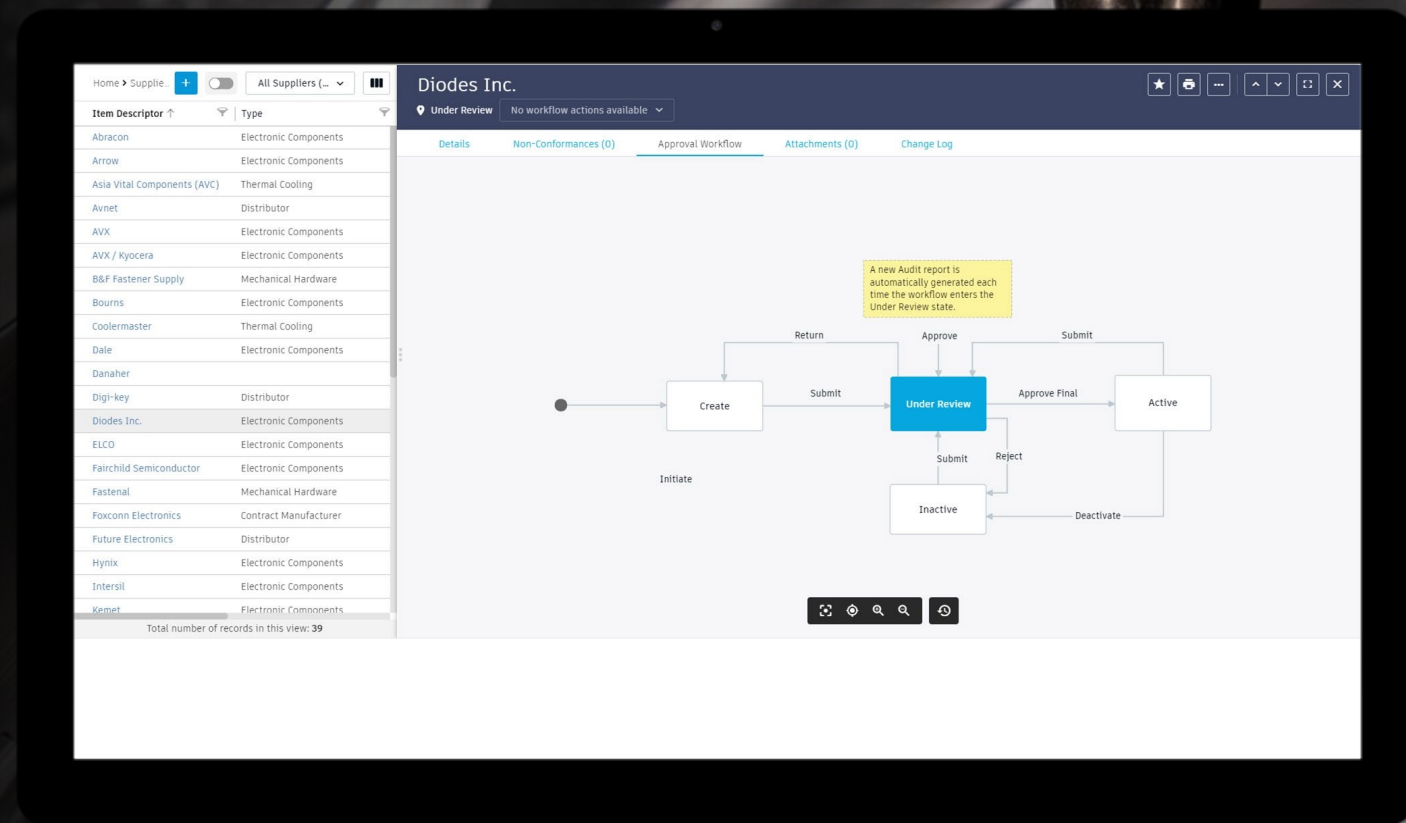 Home > Supplie..
+
All Suppliers (...
Item Descriptor ↑
Type
Abracon Electronic Components
Arrow Electronic Components
Asia Vital Components (AVC) Thermal Cooling
Avnet Distributor
AVX Electronic Components
AVX / Kyocera Electronic Components
B&F Fastener Supply Mechanical Hardware
Bourns Electronic Components
Coolermaster Thermal Cooling
Dale Electronic Components
Danaher
Digi-key Distributor
Diodes Inc. Electronic Components
ELCO Electronic Components
Fairchild Semiconductor Electronic Components
Fastenal Mechanical Hardware
Foxconn Electronics Contract Manufacturer
Future Electronics Distributor
Hynix Electronic Components
Intersil Electronic Components
Kemet Electronic Components
Total number of records in this view: 39
Diodes Inc.
Under Review
No workflow actions available
Details
Non-Conformances (0)
Approval Workflow
Attachments (0)
Change Log
A new Audit report is
automatically generated each
time the workflow enters the
Under Review state.
Return
Approve
Submit
Create
Submit
Under Review
Approve Final
Active
Submit
Reject
Initiate
Inactive
Deactivate